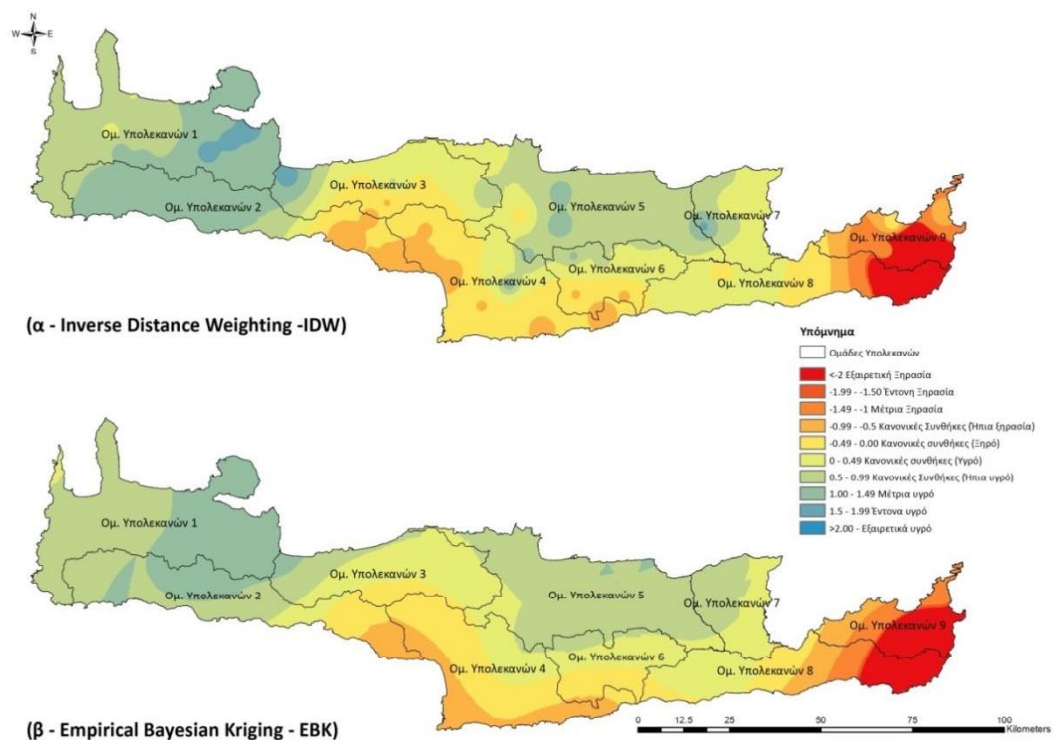 N
W E
S
Ομ. Υπολεκανών 1
Ομ. Υπολεκανών 2
Ομ. Υπολεκανών 3
Ομ. Υπολεκανών 4
Ομ. Υπολεκανών 5
Ομ. Υπολεκανών 6
Ομ. Υπολεκανών 7
Ομ. Υπολεκανών 8
Ομ. Υπολεκανών 9
(α - Inverse Distance Weighting -IDW)
Υπόμνημα
Ομάδες Υπολεκανών
<-2 Εξαιρετική Ξηρασία
-1.99 - -1.50 Έντονη Ξηρασία
-1.49 - -1 Μέτρια Ξηρασία
-0.99 - -0.5 Κανονικές Συνθήκες (Ήπια ξηρασία)
-0.49 - 0.00 Κανονικές συνθήκες (Ξηρό)
0 - 0.49 Κανονικές συνθήκες (Υγρό)
0.5 - 0.99 Κανονικές Συνθήκες (Ήπια υγρό)
1.00 - 1.49 Μέτρια υγρό
1.5 - 1.99 Έντονα υγρό
>2.00 - Εξαιρετικά υγρό
Ομ. Υπολεκανών 1
Ομ. Υπολεκανών 2
Ομ. Υπολεκανών 3
Ομ. Υπολεκανών 4
Ομ. Υπολεκανών 5
Ομ. Υπολεκανών 6
Ομ. Υπολεκανών 7
Ομ. Υπολεκανών 8
Ομ. Υπολεκανών 9
(β - Empirical Bayesian Kriging - EBK)
0 12.5 25 50 75 100
Kilometers